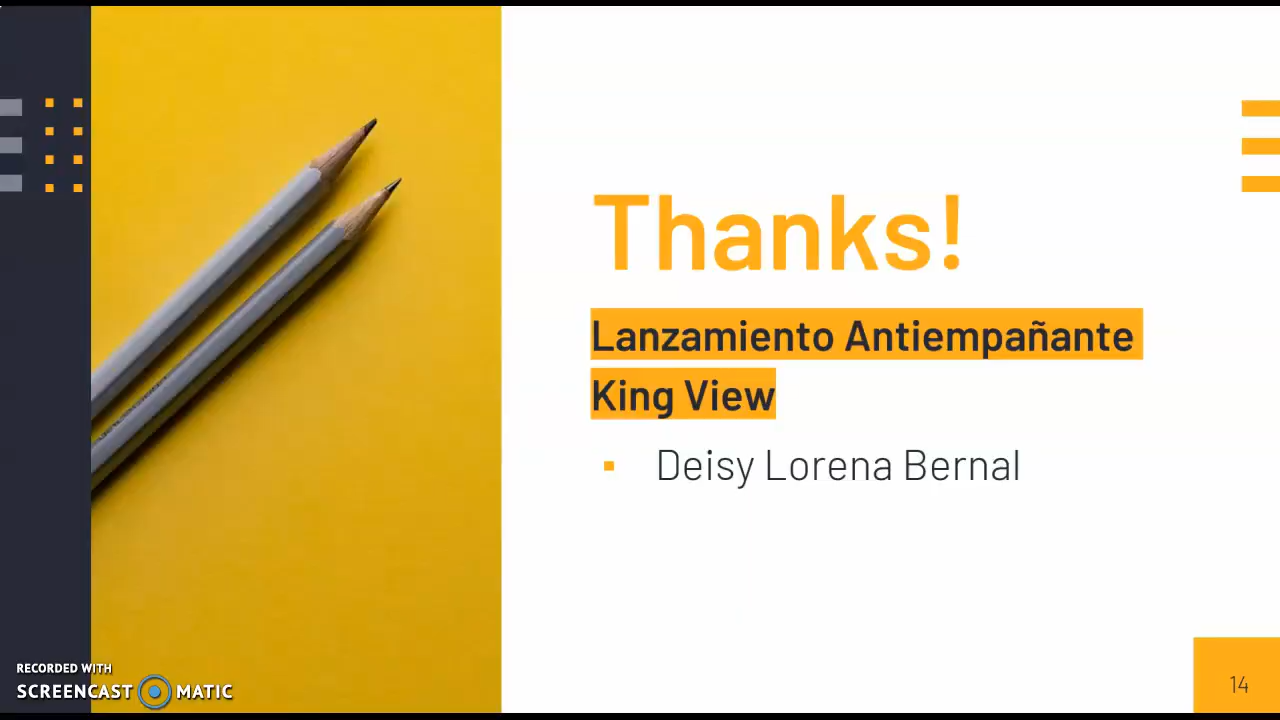 Thanks!
Lanzamiento Antiempañante
King View
Deisy Lorena Bernal
RECORDED WITH
SCREENCAST MATIC
14